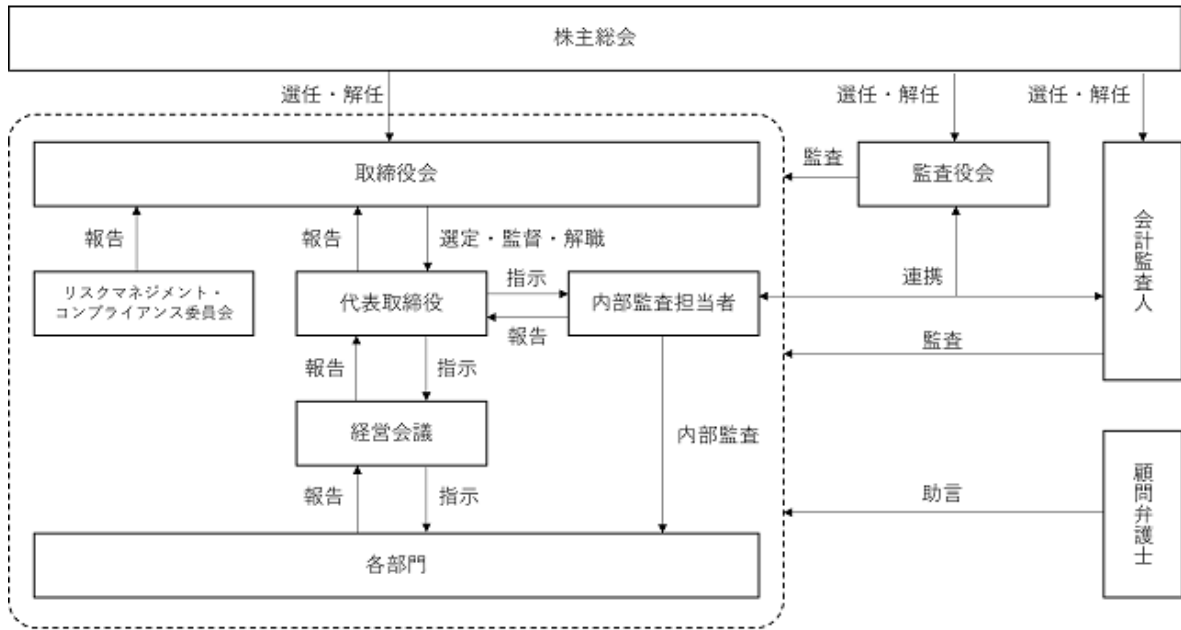 株主総会
選任・解任
選任・解任
選任・解任
取締役会
監査
監査役会
会計監査人
報告
報告
選定・監督・解職
リスクマネジメント・
コンプライアンス委員会
代表取締役
指示
報告
内部監査担当者
連携
監査
報告
指示
経営会議
内部監査
報告
指示
助言
顧問弁護士
各部門